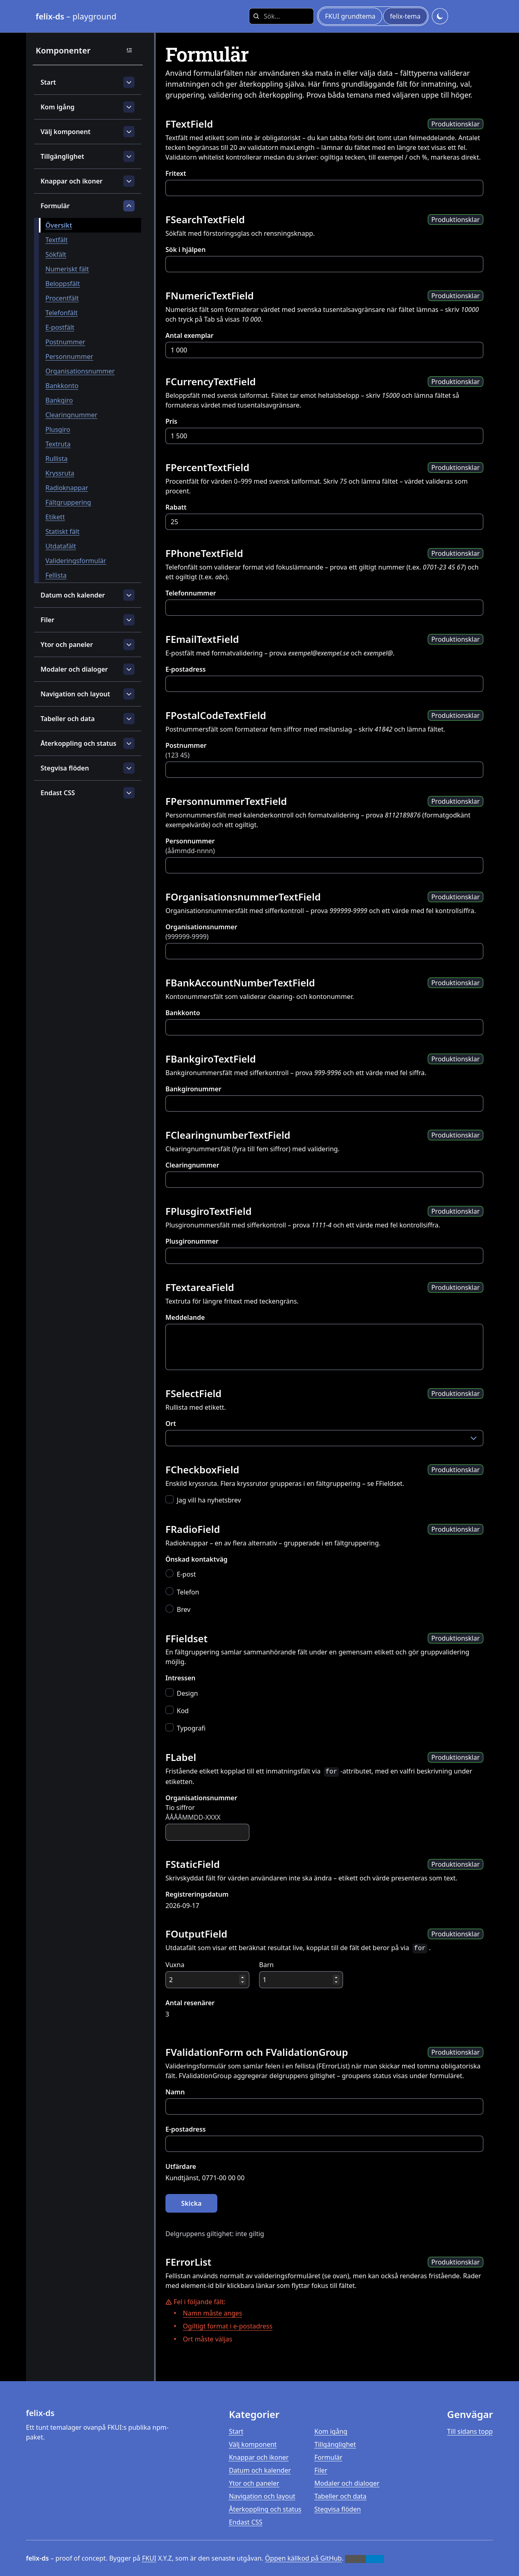 felix-ds – playground
Sök...
FKUI grundtema
felix-tema
Komponenter
Start
Kom igång
Välj komponent
Tillgänglighet
Knappar och ikoner
Formulär
Översikt
Textfält
Sökfält
Numeriskt fält
Beloppsfält
Procentfält
Telefonfält
E-postfält
Postnummer
Personnummer
Organisationsnummer
Bankkonto
Bankgiro
Clearingnummer
Plusgiro
Textruta
Rullista
Kryssruta
Radioknappar
Fältgruppering
Etikett
Statiskt fält
Utdatafält
Valideringsformulär
Fellista
Datum och kalender
Filer
Ytor och paneler
Modaler och dialoger
Navigation och layout
Tabeller och data
Återkoppling och status
Stegvisa flöden
Endast CSS
Formulär
Använd formulärfälten när användaren ska mata in eller välja data – fälttyperna validerar
inmatningen och ger återkoppling själva. Här finns grundläggande fält för inmatning, val,
gruppering, validering och återkoppling. Prova båda temana med väljaren uppe till höger.
FTextField
Produktionsklar
Textfält med etikett som inte är obligatoriskt – du kan tabba förbi det tomt utan felmeddelande. Antalet
tecken begränsas till 20 av validatorn maxLength – lämnar du fältet med en längre text visas ett fel.
Validatorn whitelist kontrollerar medan du skriver: ogiltiga tecken, till exempel / och %, markeras direkt.
Fritext
FSearchTextField
Produktionsklar
Sökfält med förstoringsglas och rensningsknapp.
Sök i hjälpen
FNumericTextField
Produktionsklar
Numeriskt fält som formaterar värdet med svenska tusentalsavgränsare när fältet lämnas – skriv 10000
och tryck på Tab så visas 10 000.
Antal exemplar
1 000
FCurrencyTextField
Produktionsklar
Beloppsfält med svensk talformat. Fältet tar emot heltalsbelopp – skriv 15000 och lämna fältet så
formateras värdet med tusentalsavgränsare.
Pris
1 500
FPercentTextField
Produktionsklar
Procentfält för värden 0–999 med svenska talformat. Skriv 75 och lämna fältet – värdet valideras som
procent.
Rabatt
25
FPhoneTextField
Produktionsklar
Telefonfält som validerar format vid fokuslämnande – prova ett giltigt nummer (t.ex. 0701-23 45 67) och
ett ogiltigt (t.ex. abc).
Telefonnummer
FEmailTextField
Produktionsklar
E-postfält med formatvalidering – prova exempel@exempel.se och exempel@.
E-postadress
FPostalCodeTextField
Produktionsklar
Postnummersfält som formaterar fem siffror med mellanslag – skriv 41842 och lämna fältet.
Postnummer
(123 45)
FPersonnummerTextField
Produktionsklar
Personnummersfält med kalenderkontroll och formatvalidering – prova 8112189876 (formatgodkänt
exempelvärde) och ett ogiltigt.
Personnummer
(ååmmdd-nnnn)
FOrganisationsnummerTextField
Produktionsklar
Organisationsnummersfält med sifferkontroll – prova 999999-9999 och ett värde med fel kontrollsiffra.
Organisationsnummer
(999999-9999)
FBankAccountNumberTextField
Produktionsklar
Kontonummersfält som validerar clearing- och kontonummer.
Bankkonto
FBankgiroTextField
Produktionsklar
Bankgironummersfält med sifferkontroll – prova 999-9996 och ett värde med fel siffra.
Bankgironummer
FClearingnumberTextField
Produktionsklar
Clearingnummersfält (fyra till fem siffror) med validering.
Clearingnummer
FPlusgiroTextField
Produktionsklar
Plusgironummersfält med sifferkontroll – prova 1111-4 och ett värde med fel kontrollsiffra.
Plusgironummer
FTextareaField
Produktionsklar
Textruta för längre fritext med teckengräns.
Meddelande
FSelectField
Produktionsklar
Rullista med etikett.
Ort
FCheckboxField
Produktionsklar
Enskild kryssruta. Flera kryssrutor grupperas i en fältgruppering – se FFieldset.
Jag vill ha nyhetsbrev
FRadioField
Produktionsklar
Radioknappar – en av flera alternativ – grupperade i en fältgruppering.
Önskad kontaktväg
E-post
Telefon
Brev
FFieldset
Produktionsklar
En fältgruppering samlar sammanhörande fält under en gemensam etikett och gör gruppvalidering
möjlig.
Intressen
Design
Kod
Typografi
FLabel
Produktionsklar
Fristående etikett kopplad till ett inmatningsfält via for -attributet, med en valfri beskrivning under
etiketten.
Organisationsnummer
Tio siffror
ÅÅÅÅMMDD-XXXX
FStaticField
Produktionsklar
Skrivskyddat fält för värden användaren inte ska ändra – etikett och värde presenteras som text.
Registreringsdatum
2026-09-17
FOutputField
Produktionsklar
Utdatafält som visar ett beräknat resultat live, kopplat till de fält det beror på via for .
Vuxna
Barn
2
1
Antal resenärer
3
FValidationForm och FValidationGroup
Produktionsklar
Valideringsformulär som samlar felen i en fellista (FErrorList) när man skickar med tomma obligatoriska
fält. FValidationGroup aggregerar delgruppens giltighet – groupens status visas under formuläret.
Namn
E-postadress
Utfärdare
Kundtjänst, 0771-00 00 00
Skicka
Delgruppens giltighet: inte giltig
FErrorList
Produktionsklar
Fellistan används normalt av valideringsformuläret (se ovan), men kan också renderas fristående. Rader
med element-id blir klickbara länkar som flyttar fokus till fältet.
Fel i följande fält:
• Namn måste anges
• Ogiltigt format i e-postadress
• Ort måste väljas
felix-ds
Ett tunt temalager ovanpå FKUI:s publika npm-
paket.
Kategorier
Start
Kom igång
Välj komponent
Tillgänglighet
Knappar och ikoner
Formulär
Datum och kalender
Filer
Ytor och paneler
Modaler och dialoger
Navigation och layout
Tabeller och data
Återkoppling och status
Stegvisa flöden
Endast CSS
Genvägar
Till sidans topp
felix-ds – proof of concept. Bygger på FKUI X.Y.Z, som är den senaste utgåvan. Öppen källkod på GitHub.